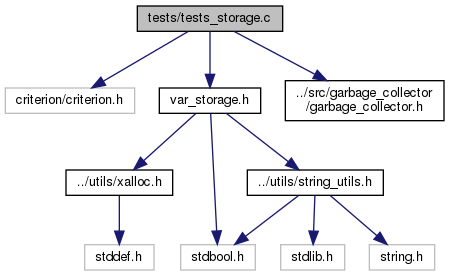 tests/tests_storage.c
criterion/criterion.h
var_storage.h
../src/garbage_collector
/garbage_collector.h
../utils/xalloc.h
../utils/string_utils.h
stddef.h
stdbool.h
stdlib.h
string.h